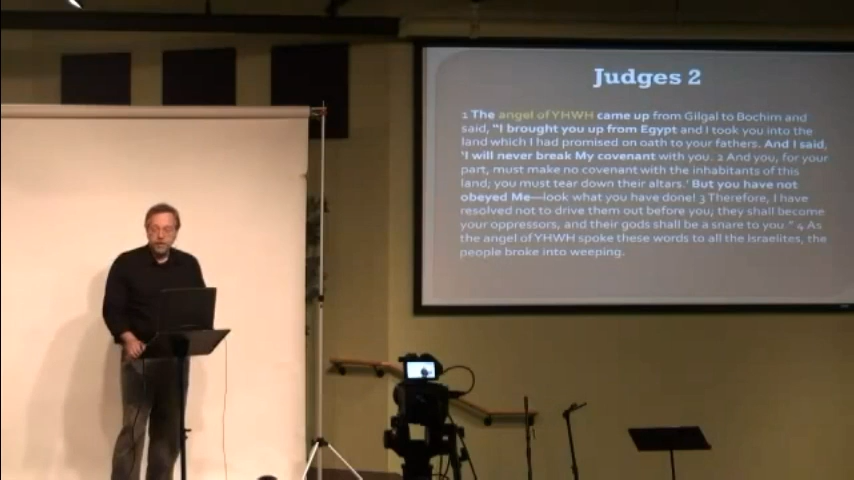 Judges 2
1 The angel of YHWH came up from Gilgal to Bochim and
said, "I brought you up from Egypt and I took you into the
land which I had promised on oath to your fathers. And I said,
'I will never break My covenant with you. 2 And you, for your
part, must make no covenant with the inhabitants of this
land; you must tear down their altars.' But you have not
obeyed Me—look what you have done! 3 Therefore, I have
resolved not to drive them out before you; they shall become
your oppressors, and their gods shall be a snare to you." 4 As
the angel of YHWH spoke these words to all the Israelites, the
people broke into weeping.